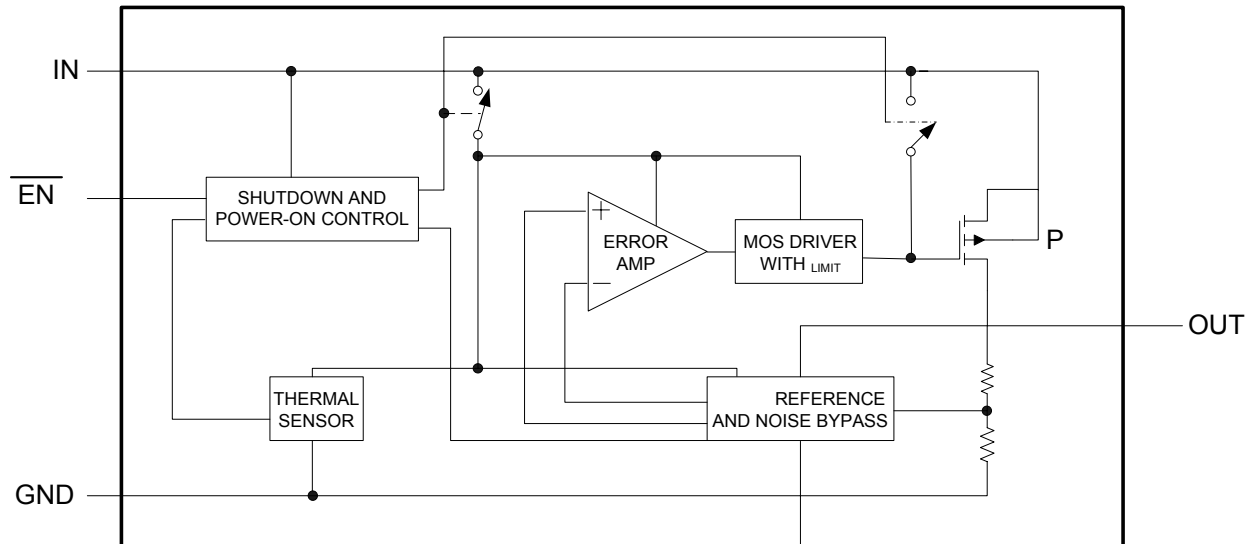 IN
EN
SHUTDOWN AND
POWER-ON CONTROL
+
ERROR
AMP
−
MOS DRIVER
WITH LIMIT
P
OUT
THERMAL
SENSOR
REFERENCE
AND NOISE BYPASS
GND